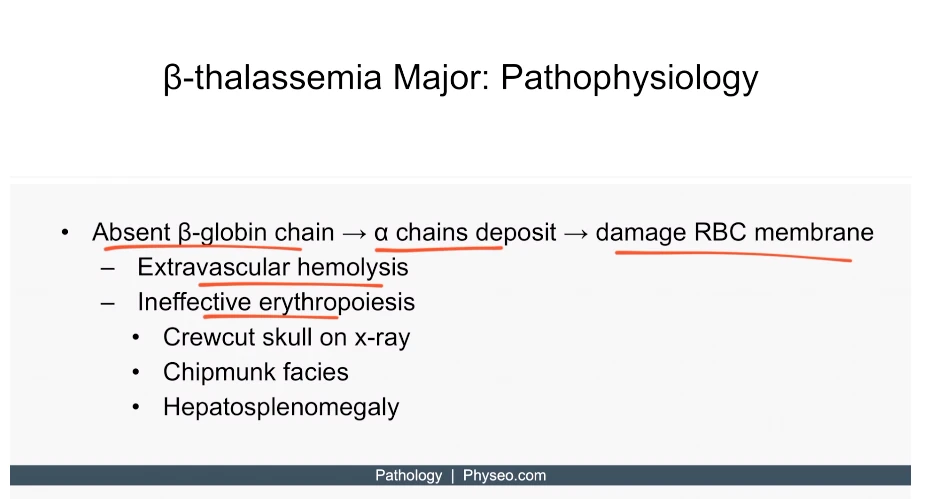 β-thalassemia Major: Pathophysiology
• Absent β-globin chain → α chains deposit → damage RBC membrane
– Extravascular hemolysis
– Ineffective erythropoiesis
• Crewcut skull on x-ray
• Chipmunk facies
• Hepatosplenomegaly
Pathology | Physeo.com